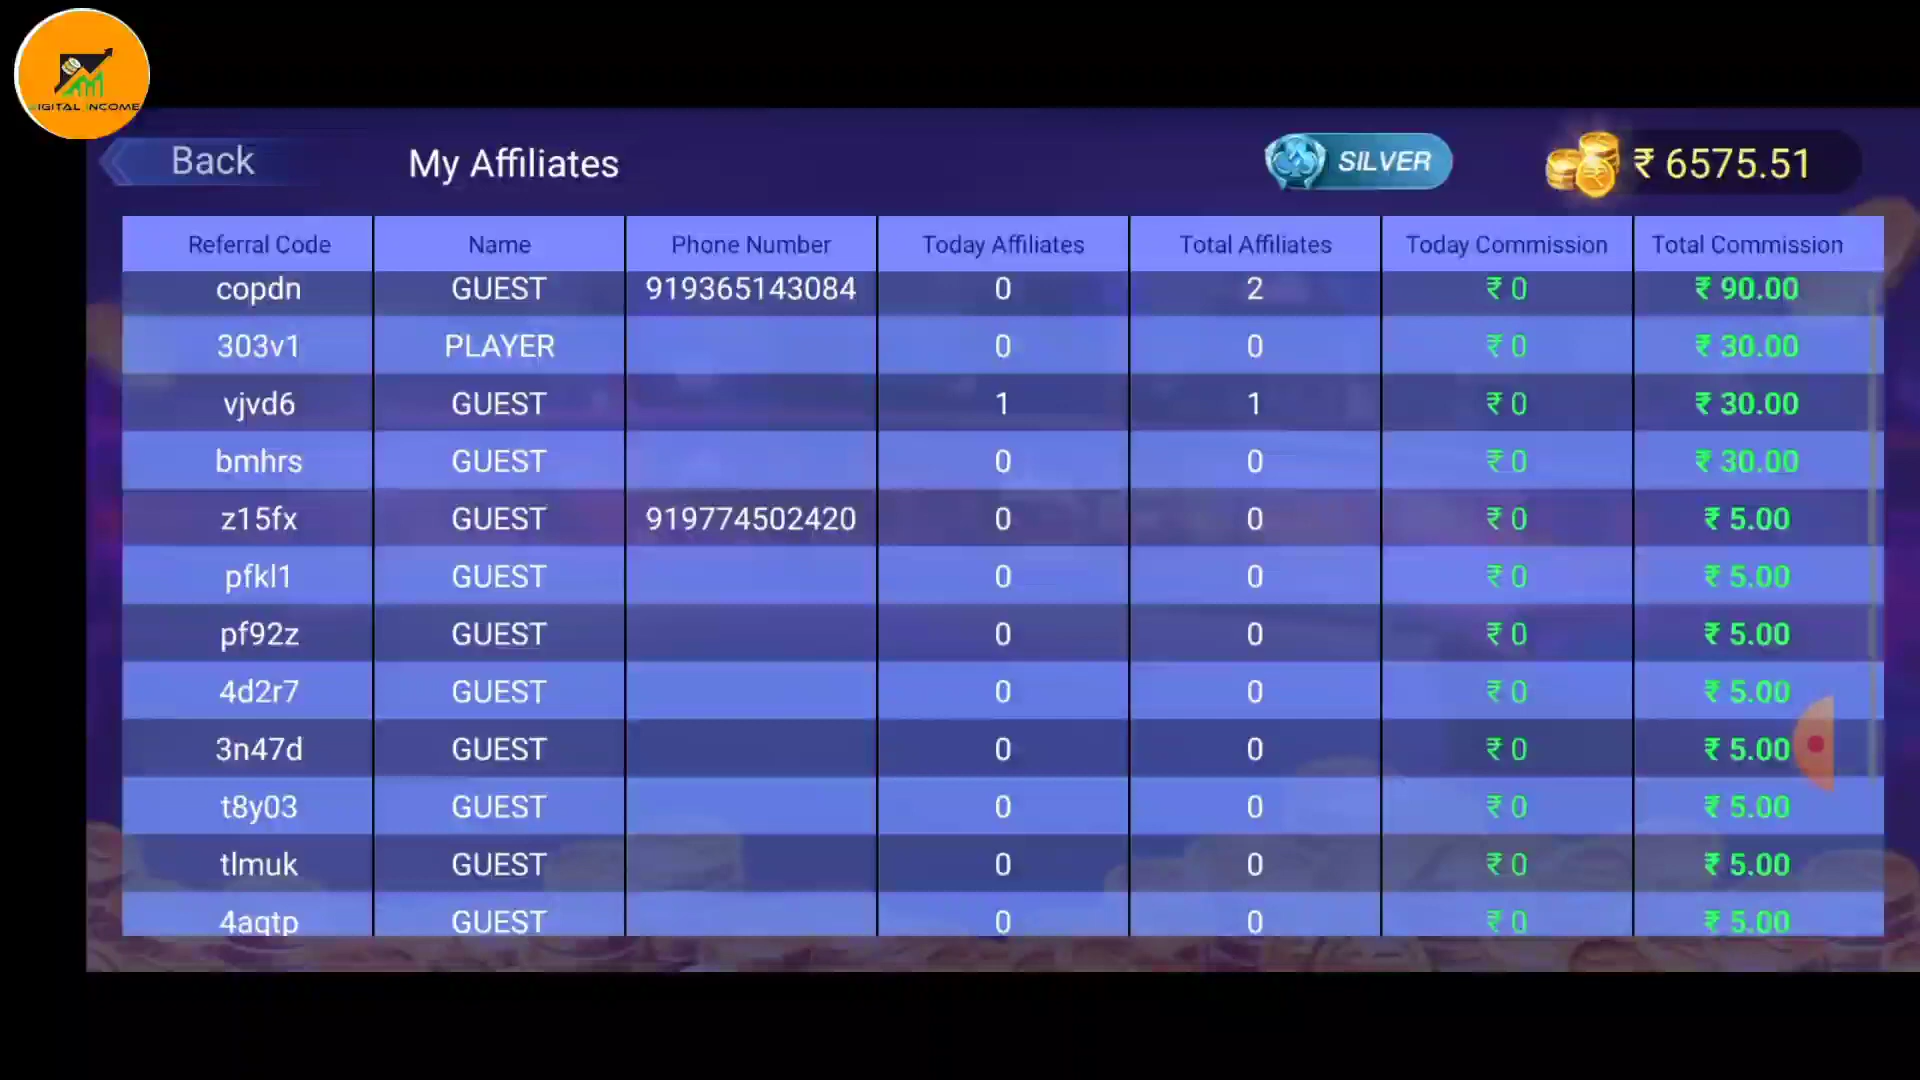 DIGITAL INCOME
Back
My Affiliates
SILVER
₹ 6575.51
Referral Code Name Phone Number Today Affiliates Total Affiliates Today Commission Total Commission
copdn GUEST 919365143084 0 2 ₹ 0 ₹ 90.00
303v1 PLAYER 0 0 ₹ 0 ₹ 30.00
vjvd6 GUEST 1 1 ₹ 0 ₹ 30.00
bmhrs GUEST 0 0 ₹ 0 ₹ 30.00
z15fx GUEST 919774502420 0 0 ₹ 0 ₹ 5.00
pfkl1 GUEST 0 0 ₹ 0 ₹ 5.00
pf92z GUEST 0 0 ₹ 0 ₹ 5.00
4d2r7 GUEST 0 0 ₹ 0 ₹ 5.00
3n47d GUEST 0 0 ₹ 0 ₹ 5.00
t8y03 GUEST 0 0 ₹ 0 ₹ 5.00
tlmuk GUEST 0 0 ₹ 0 ₹ 5.00
GUEST 0 0 ₹ 0 ₹ 5.00